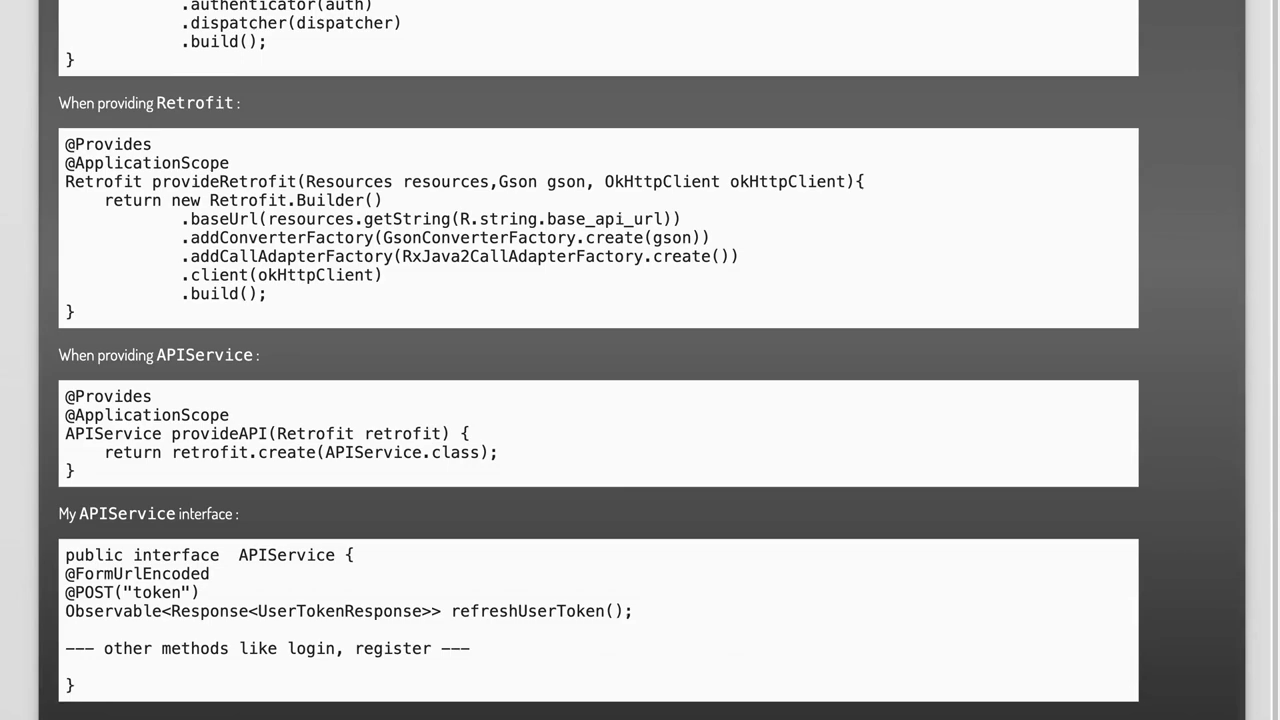 .authenticator(auth)
.dispatcher(dispatcher)
.build();
}
When providing Retrofit :
@Provides
@ApplicationScope
Retrofit provideRetrofit(Resources resources,Gson gson, OkHttpClient okHttpClient){
return new Retrofit.Builder()
.baseUrl(resources.getString(R.string.base_api_url))
.addConverterFactory(GsonConverterFactory.create(gson))
.addCallAdapterFactory(RxJava2CallAdapterFactory.create())
.client(okHttpClient)
.build();
}
When providing APIService :
@Provides
@ApplicationScope
APIService provideAPI(Retrofit retrofit) {
return retrofit.create(APIService.class);
}
My APIService interface :
public interface  APIService {
@FormUrlEncoded
@POST("token")
Observable<Response<UserTokenResponse>> refreshUserToken();
--- other methods like login, register ---
}